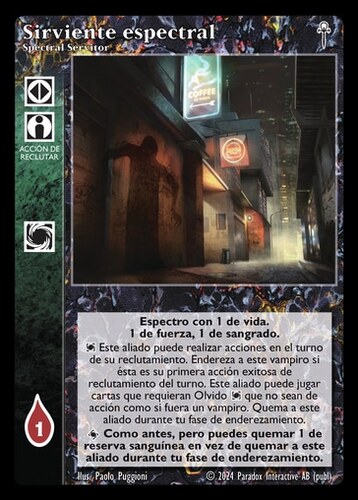 Sirviente espectral
Spectral Servitor
ACCIÓN DE
RECLUTAR
COFFEE
Espectro con 1 de vida.
1 de fuerza, 1 de sangrado.
Este aliado puede realizar acciones en el turno
de su reclutamiento. Endereza a este vampiro si
ésta es su primera acción exitosa de
reclutamiento del turno. Este aliado puede jugar
cartas que requieran Olvido que no sean de
acción como si fuera un vampiro. Quema a este
aliado durante tu fase de enderezamiento.
Como antes, pero puedes quemar 1 de
reserva sanguínea en vez de quemar a este
aliado durante tu fase de enderezamiento.
1
Ilus: Paolo Puggioni
© 2024 Paradox Interactive AB (publ)